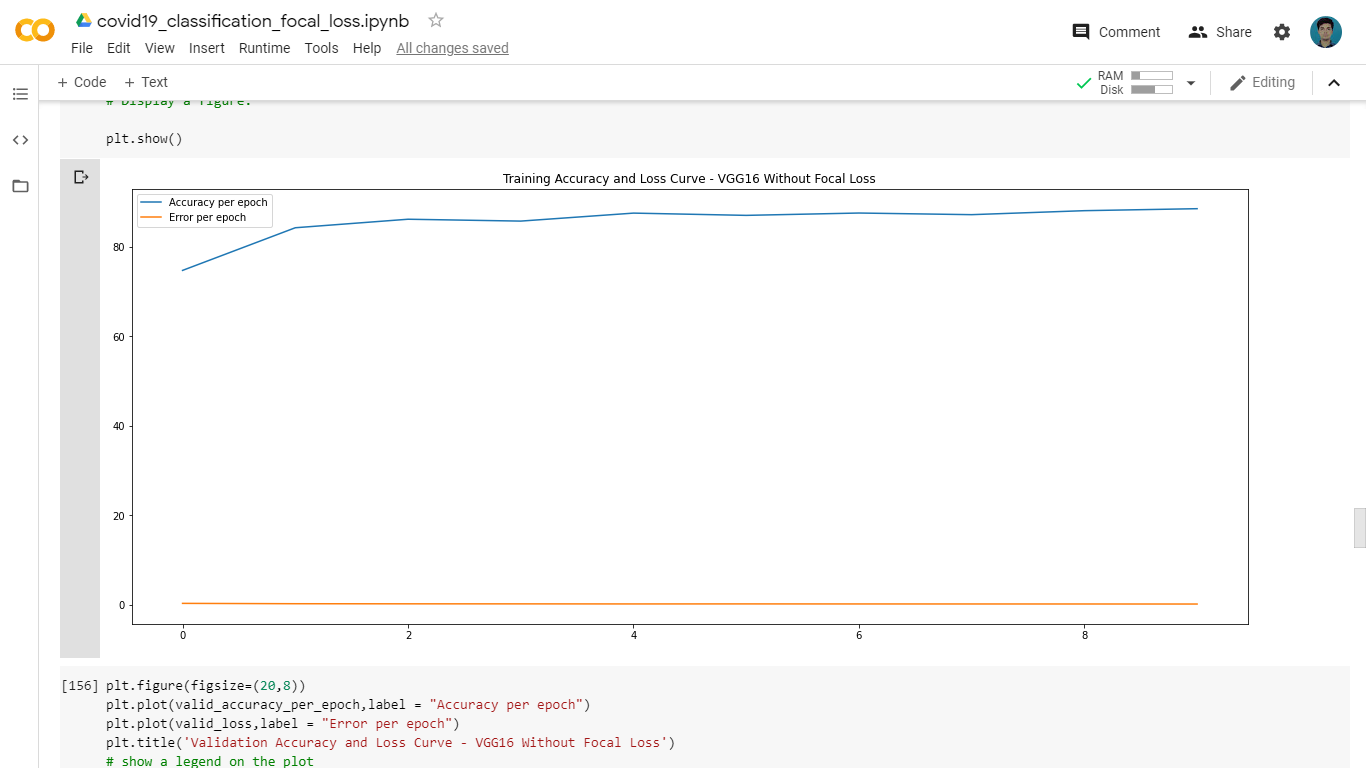 covid19_classification_focal_loss.ipynb
File Edit View Insert Runtime Tools Help All changes saved
Comment Share
+ Code + Text
RAM
Disk
Editing
# Display a figure.
plt.show()
Training Accuracy and Loss Curve - VGG16 Without Focal Loss
Accuracy per epoch
Error per epoch
80
60
40
20
0
0 2 4 6 8
[156] plt.figure(figsize=(20,8))
plt.plot(valid_accuracy_per_epoch,label = "Accuracy per epoch")
plt.plot(valid_loss,label = "Error per epoch")
plt.title('Validation Accuracy and Loss Curve - VGG16 Without Focal Loss')
# show a legend on the plot